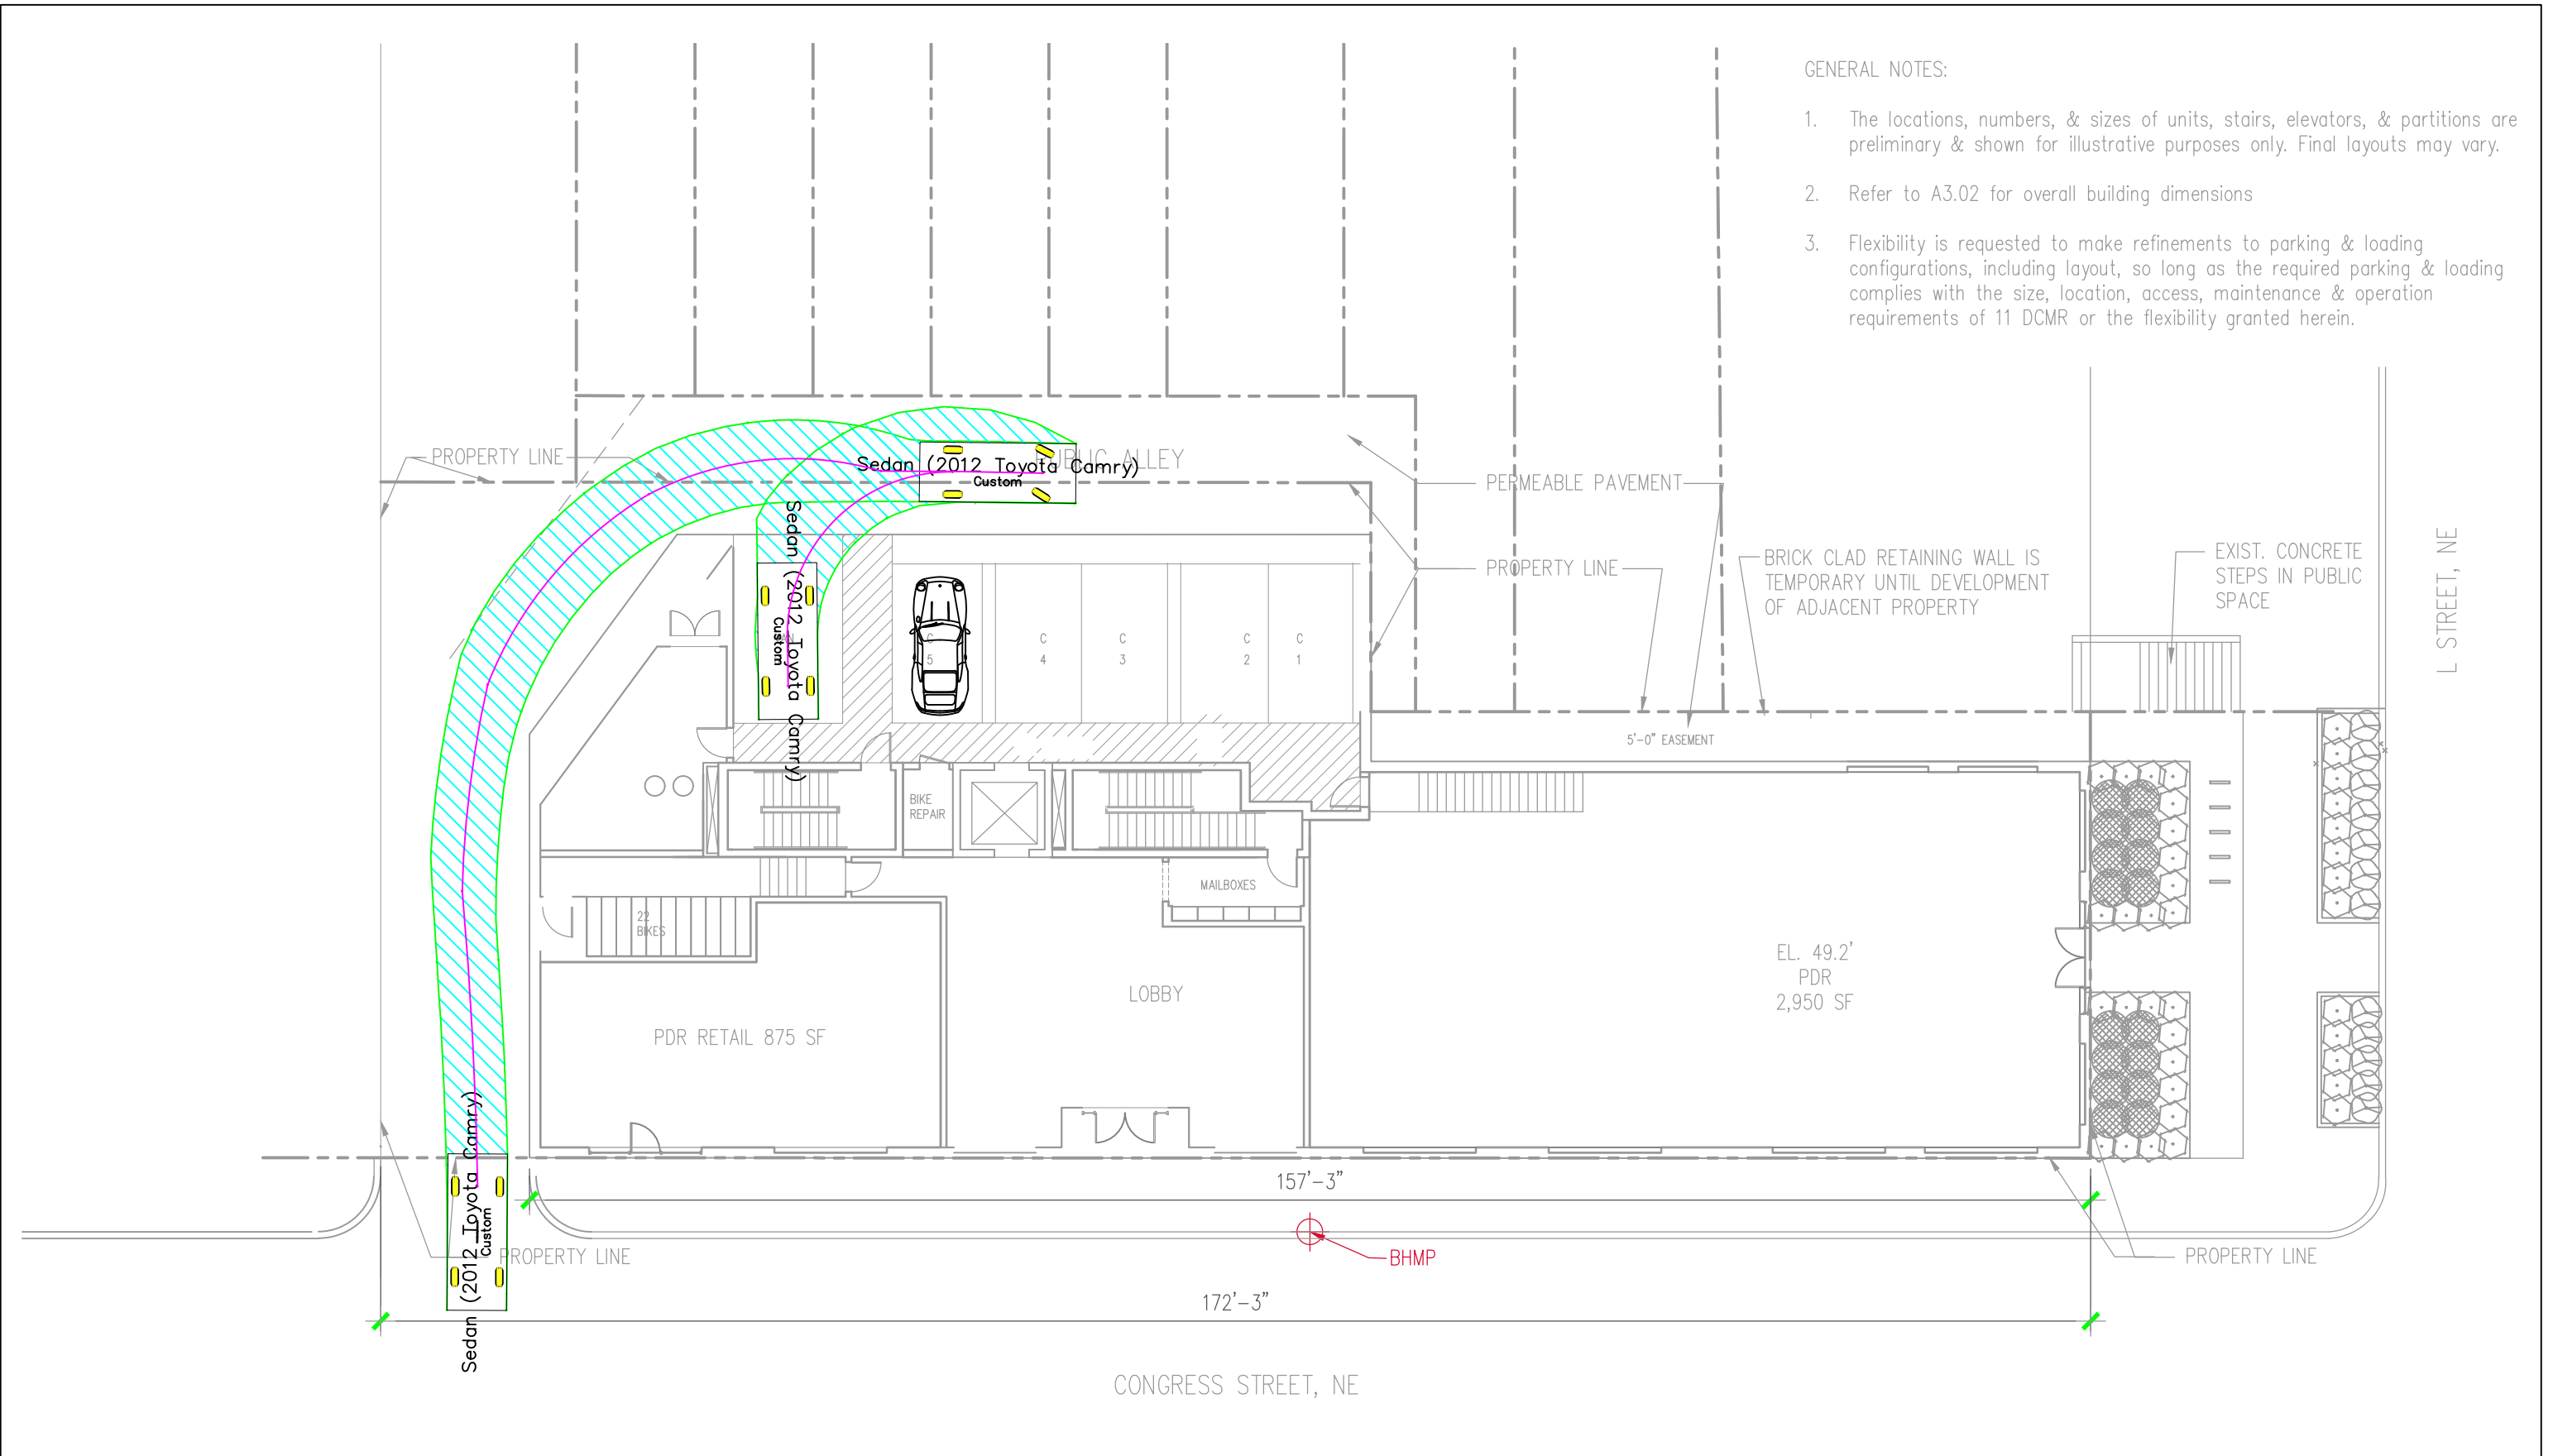 GENERAL NOTES:
1. The locations, numbers, & sizes of units, stairs, elevators, & partitions are
preliminary & shown for illustrative purposes only. Final layouts may vary.
2. Refer to A3.02 for overall building dimensions
3. Flexibility is requested to make refinements to parking & loading
configurations, including layout, so long as the required parking & loading
complies with the size, location, access, maintenance & operation
requirements of 11 DCMR or the flexibility granted herein.
PROPERTY LINE
PUBLIC ALLEY
Sedan (2012 Toyota Camry)
Custom
PERMEABLE PAVEMENT
Sedan (2012 Toyota Camry)
Custom
PROPERTY LINE
BRICK CLAD RETAINING WALL IS
TEMPORARY UNTIL DEVELOPMENT
OF ADJACENT PROPERTY
EXIST. CONCRETE
STEPS IN PUBLIC
SPACE
L STREET, NE
C
5
C
4
C
3
C
2
C
1
5'-0" EASEMENT
BIKE
REPAIR
MAILBOXES
22
BIKES
EL. 49.2'
PDR
2,950 SF
LOBBY
PDR RETAIL 875 SF
Sedan (2012 Toyota Camry)
Custom
157'-3"
PROPERTY LINE
BHMP
PROPERTY LINE
172'-3"
CONGRESS STREET, NE